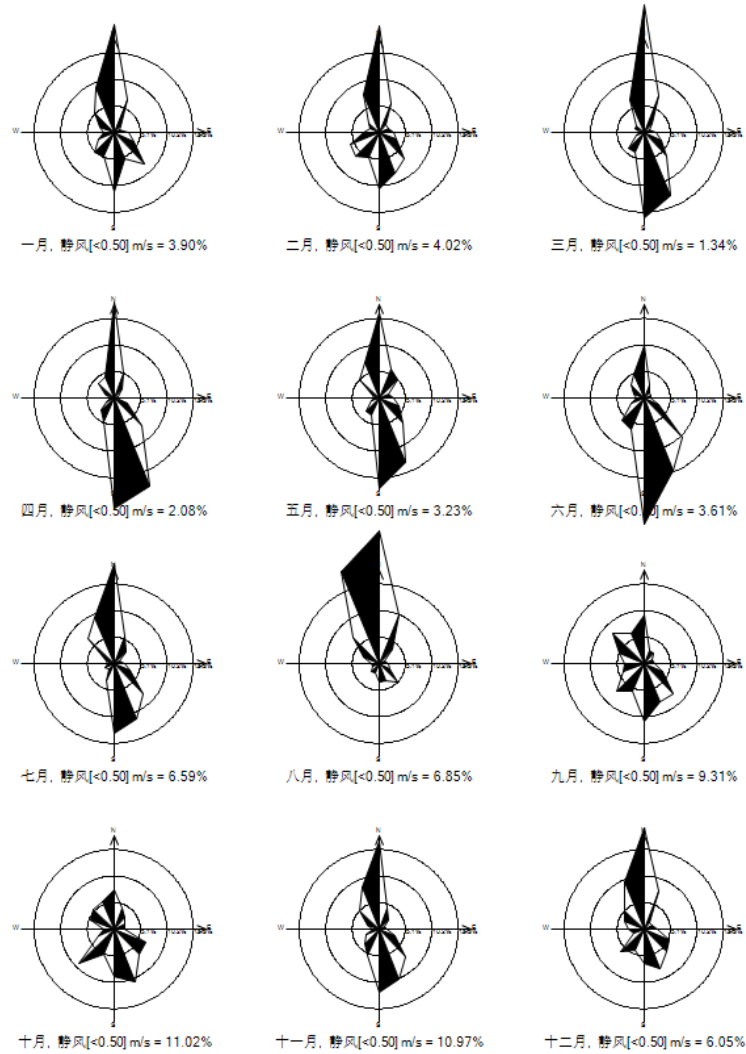 W
一月, 静风[<0.50] m/s = 3.90%
W
二月, 静风[<0.50] m/s = 4.02%
W
三月, 静风[<0.50] m/s = 1.34%
N
W
四月, 静风[<0.50] m/s = 2.08%
N
W
五月, 静风[<0.50] m/s = 3.23%
N
W
六月, 静风[<0.50] m/s = 3.61%
N
W
七月, 静风[<0.50] m/s = 6.59%
W
八月, 静风[<0.50] m/s = 6.85%
N
W
九月, 静风[<0.50] m/s = 9.31%
N
W
十月, 静风[<0.50] m/s = 11.02%
N
W
十一月, 静风[<0.50] m/s = 10.97%
N
W
十二月, 静风[<0.50] m/s = 6.05%